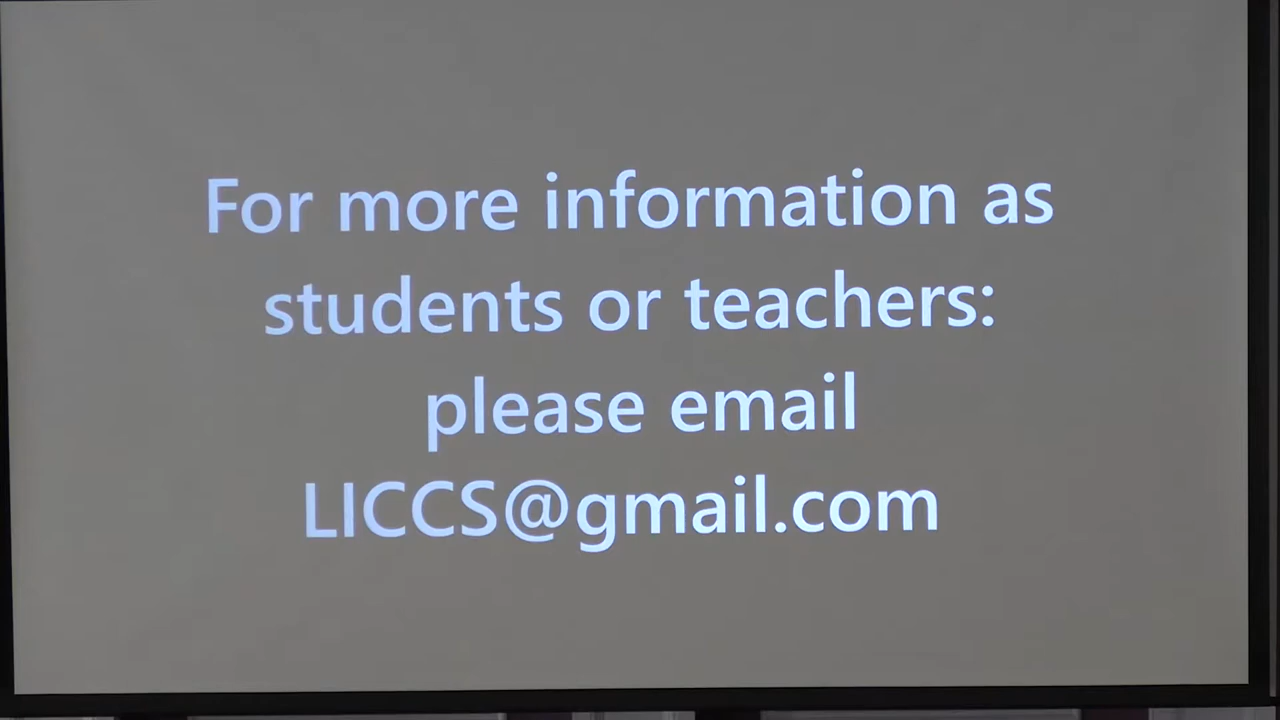 For more information as
students or teachers:
please email
LICCS@gmail.com